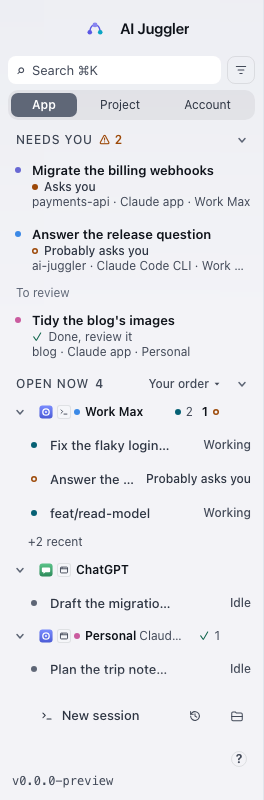 AI Juggler
Search ⌘K
App Project Account
NEEDS YOU 2
Migrate the billing webhooks
Asks you
payments-api · Claude app · Work Max
Answer the release question
Probably asks you
ai-juggler · Claude Code CLI · Work ...
To review
Tidy the blog's images
✓ Done, review it
blog · Claude app · Personal
OPEN NOW 4 Your order
Work Max 2 1
Fix the flaky login... Working
Answer the ... Probably asks you
feat/read-model Working
+2 recent
ChatGPT
Draft the migratio... Idle
Personal Claud... ✓ 1
Plan the trip note... Idle
New session
?
v0.0.0-preview